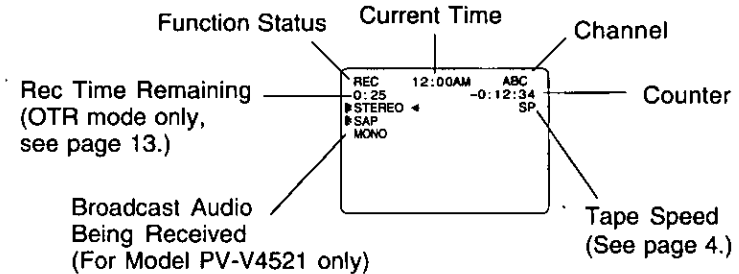 Function Status
Current Time
Channel
REC 12:00AM ABC
0:25 -0:12:34
▶STEREO ◀ SP
▶SAP
MONO
Rec Time Remaining
(OTR mode only,
see page 13.)
Counter
Broadcast Audio
Being Received
(For Model PV-V4521 only)
Tape Speed
(See page 4.)